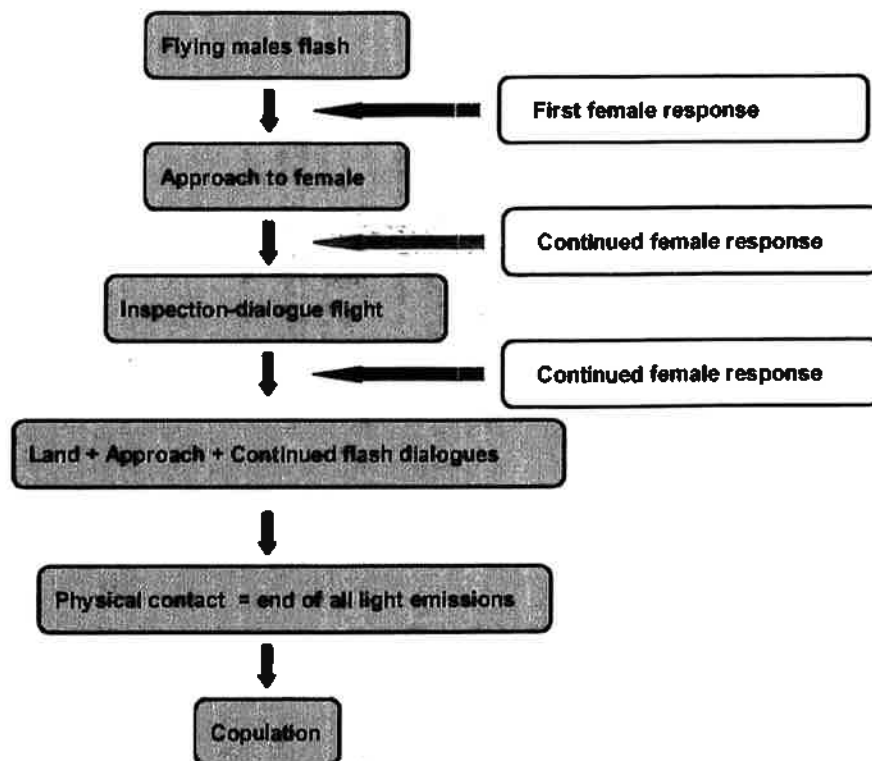 Flying males flash
First female response
Approach to female
Continued female response
Inspection-dialogue flight
Continued female response
Land + Approach + Continued flash dialogues
Physical contact = end of all light emissions
Copulation